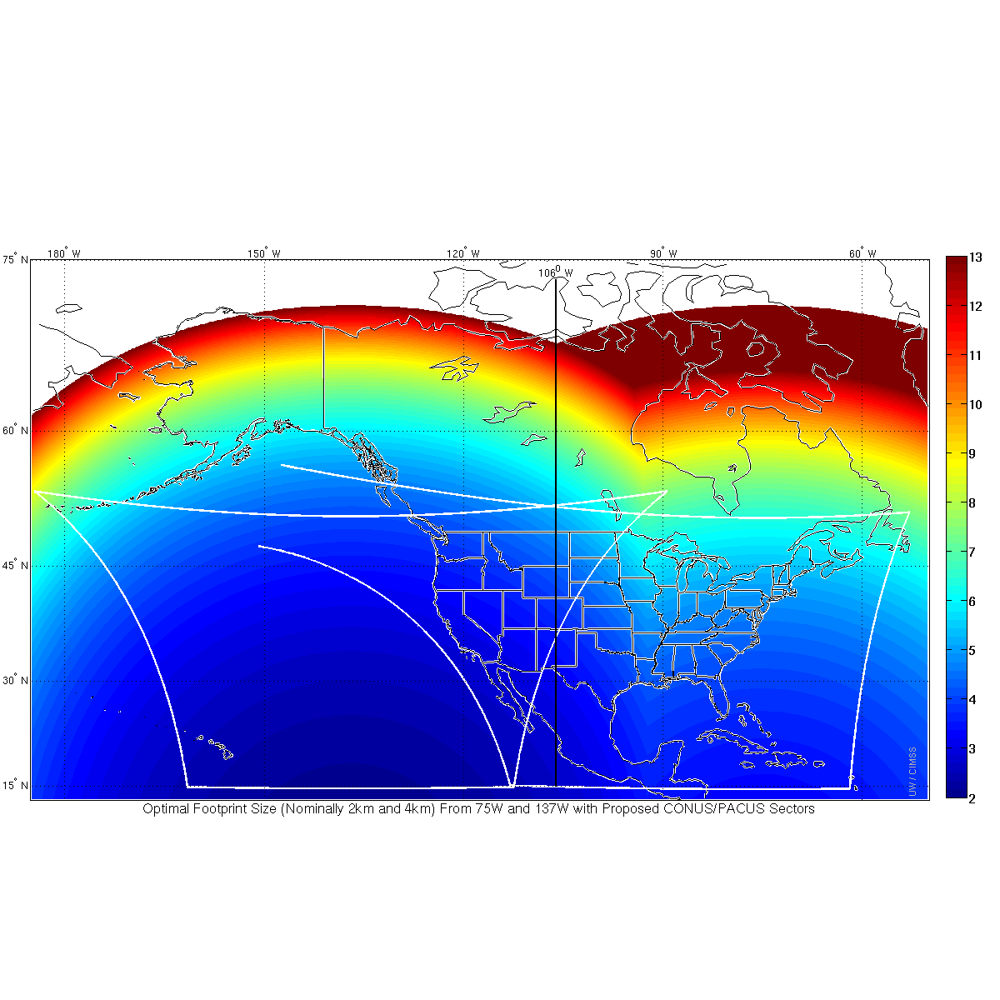 180° W 150° W 120° W 90° W 60° W
75° N
106⁰ W
60° N
45° N
30° N
15° N
13
12
11
10
9
8
7
6
5
4
3
2
UW / CIMSS
Optimal Footprint Size (Nominally 2km and 4km) From 75W and 137W with Proposed CONUS/PACUS Sectors